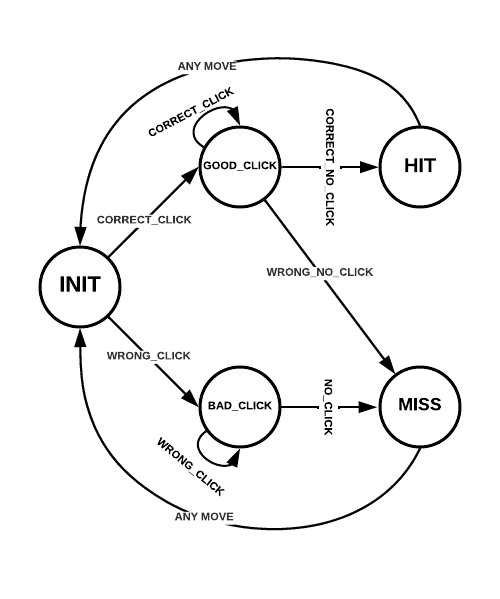 ANY MOVE
CORRECT_CLICK
GOOD_CLICK
CORRECT_NO_CLICK
HIT
CORRECT_CLICK
WRONG_NO_CLICK
INIT
WRONG_CLICK
BAD_CLICK
NO_CLICK
MISS
WRONG_CLICK
ANY MOVE